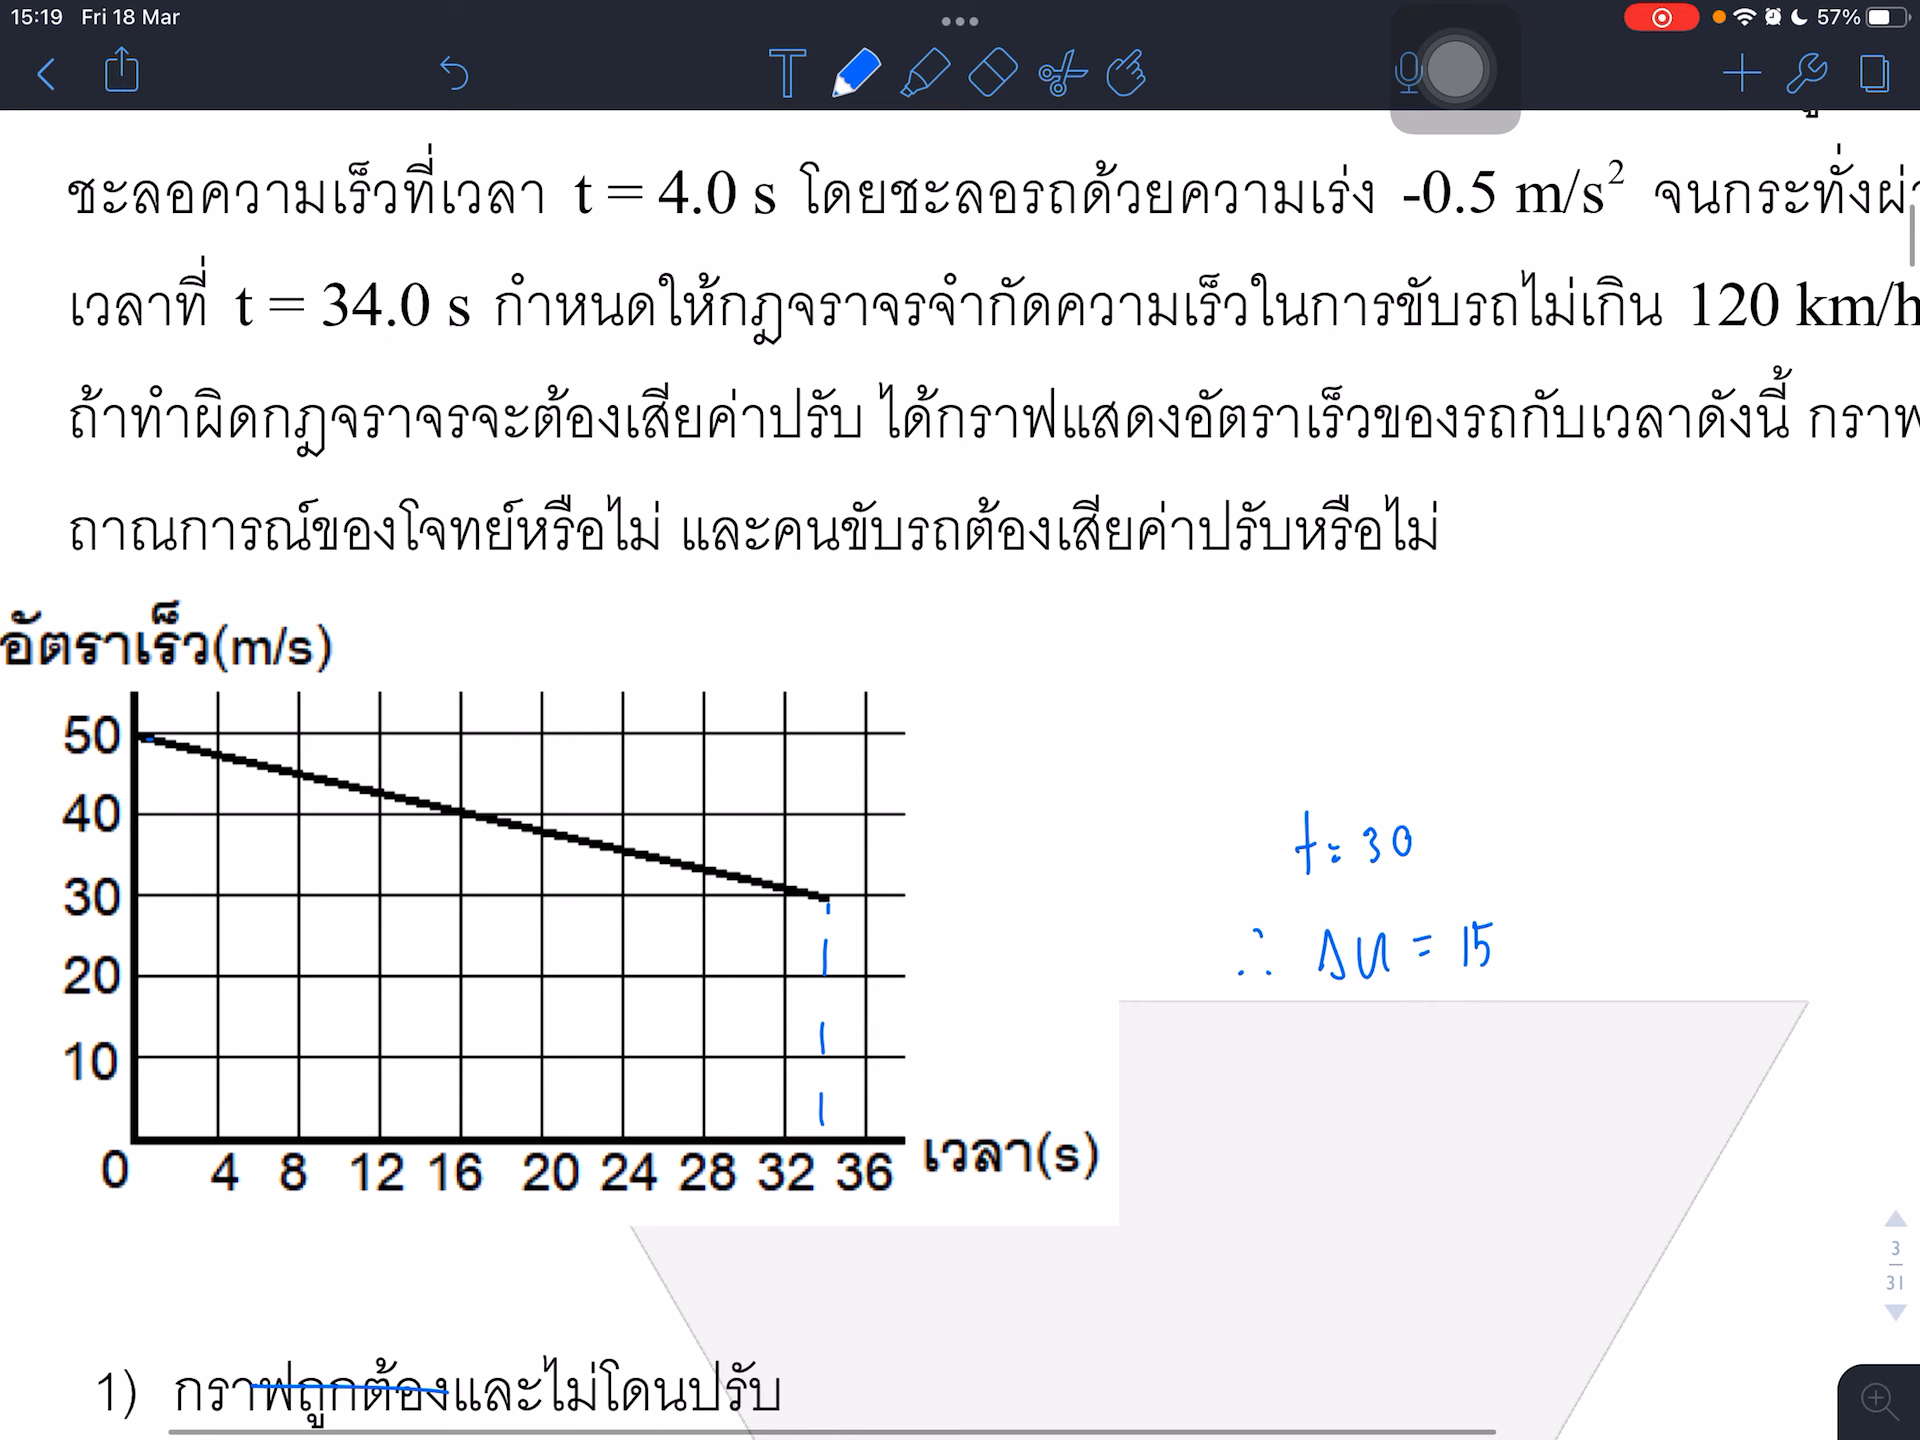 15:19 Fri 18 Mar
57%
ชะลอความเร็วที่เวลา t = 4.0 s โดยชะลอรถด้วยความเร่ง -0.5 m/s² จนกระทั่งผ่า
เวลาที่ t = 34.0 s กำหนดให้กฎจราจรจำกัดความเร็วในการขับรถไม่เกิน 120 km/h
ถ้าทำผิดกฎจราจรจะต้องเสียค่าปรับ ได้กราฟแสดงอัตราเร็วของรถกับเวลาดังนี้ กราฟ
ถาณการณ์ของโจทย์หรือไม่ และคนขับรถต้องเสียค่าปรับหรือไม่
อัตราเร็ว(m/s)
50
40
30
20
10
0 4 8 12 16 20 24 28 32 36 เวลา(s)
t = 30
∴ Δu = 15
3
31
1) กราฟถูกต้องและไม่โดนปรับ